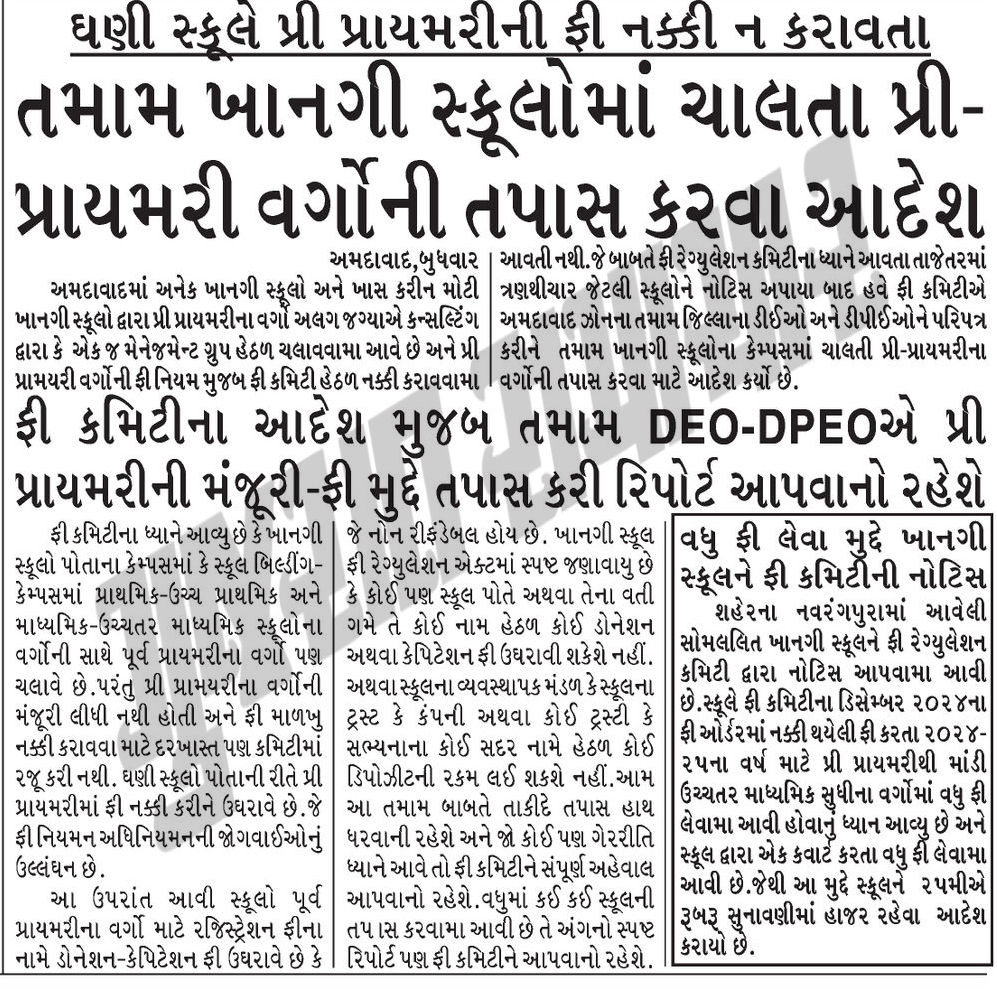 ઘણી સ્કૂલે પ્રી પ્રાયમરીની ફી નક્કી ન કરાવતા
તમામ ખાનગી સ્કૂલોમાં ચાલતા પ્રી-
પ્રાયમરી વર્ગોની તપાસ કરવા આદેશ
અમદાવાદ,બુધવાર
અમદાવાદમાં અનેક ખાનગી સ્કૂલો અને ખાસ કરીન મોટી
ખાનગી સ્કૂલો દ્વારા પ્રી પ્રાયમરીના વર્ગો અલગ જગ્યાએ કન્સલ્ટિંગ
દ્વારા કે એક જ મેનેજમેન્ટ ગ્રુપ હેઠળ ચલાવવામા આવે છે અને પ્રી
પ્રામયરી વર્ગોની ફી નિયમ મુજબ ફી કમિટી હેઠળ નક્કી કરાવવામા
આવતી નથી.જે બાબતે ફી રેગ્યુલેશન કમિટીના ધ્યાને આવતા તાજેતરમાં
ત્રણથીચાર જેટલી સ્કૂલોને નોટિસ અપાયા બાદ હવે ફી કમિટીએ
અમદાવાદ ઝોનના તમામ જિલ્લાના ડીઈઓ અને ડીપીઈઓને પરિપત્ર
કરીને તમામ ખાનગી સ્કૂલોના કેમ્પસમાં ચાલતી પ્રી-પ્રાયમરીના
વર્ગોની તપાસ કરવા માટે આદેશ કર્યો છે.
ફી કમિટીના આદેશ મુજબ તમામ DEO-DPEOએ પ્રી
પ્રાયમરીની મંજૂરી-ફી મુદ્દે તપાસ કરી રિપોર્ટ આપવાનો રહેશે
ફી કમિટીના ધ્યાને આવ્યુ છે કે ખાનગી
સ્કૂલો પોતાના કેમ્પસમાં કે સ્કૂલ બિલ્ડીંગ-
કેમ્પસમાં પ્રાથમિક-ઉચ્ચ પ્રાથમિક અને
માધ્યમિક-ઉચ્ચતર માધ્યમિક સ્કૂલોના
વર્ગોની સાથે પૂર્વ પ્રાયમરીના વર્ગો પણ
ચલાવે છે.પરંતુ પ્રી પ્રામયરીના વર્ગોની
મંજૂરી લીધી નથી હોતી અને ફી માળખુ
નક્કી કરાવવા માટે દરખાસ્ત પણ કમિટીમાં
રજૂ કરી નથી. ઘણી સ્કૂલો પોતાની રીતે પ્રી
પ્રાયમરીમાં ફી નક્કી કરીને ઉઘરાવે છે.જે
ફી નિયમન અધિનિયમનની જોગવાઈઓનું
ઉલ્લંઘન છે.
આ ઉપરાંત આવી સ્કૂલો પૂર્વ
પ્રાયમરીના વર્ગો માટે રજિસ્ટ્રેશન ફીના
નામે ડોનેશન-કેપિટેશન ફી ઉઘરાવે છે કે
જે નોન રીફંડેબલ હોય છે. ખાનગી સ્કૂલ
ફી રેગ્યુલેશન એક્ટમાં સ્પષ્ટ જણાવાયુ છે
કે કોઈ પણ સ્કૂલ પોતે અથવા તેના વતી
ગમે તે કોઈ નામ હેઠળ કોઈ ડોનેશન
અથવા કેપિટેશન ફી ઉઘરાવી શકેશે નહીં.
અથવા સ્કૂલના વ્યવસ્થાપક મંડળ કે સ્કૂલના
ટ્રસ્ટ કે કંપની અથવા કોઈ ટ્રસ્ટી કે
સભ્યનાના કોઈ સદર નામે હેઠળ કોઈ
ડિપોઝીટની રકમ લઈ શકશે નહીં.આમ
આ તમામ બાબતે તાકીદે તપાસ હાથ
ધરવાની રહેશે અને જો કોઈ પણ ગેરરીતિ
ધ્યાને આવે તો ફી કમિટીને સંપૂર્ણ અહેવાલ
આપવાનો રહેશે.વધુમાં કઈ કઈ સ્કૂલની
તપાસ કરવામા આવી છે તે અંગનો સ્પષ્ટ
રિપોર્ટ પણ ફી કમિટીને આપવાનો રહેશે.
વધુ ફી લેવા મુદ્દે ખાનગી
સ્કૂલને ફી કમિટીની નોટિસ
શહેરના નવરંગપુરામાં આવેલી
સોમલલિત ખાનગી સ્કૂલને ફી રેગ્યુલેશન
કમિટી દ્વારા નોટિસ આપવામા આવી
છે.સ્કૂલે ફી કમિટીના ડિસેમ્બર ૨૦૨૪ના
ફી ઓર્ડરમાં નક્કી થયેલી ફી કરતા ૨૦૨૪-
૨૫ના વર્ષ માટે પ્રી પ્રાયમરીથી માંડી
ઉચ્ચતર માધ્યમિક સુધીના વર્ગોમાં વધુ ફી
લેવામા આવી હોવાનું ધ્યાન આવ્યુ છે અને
સ્કૂલ દ્વારા એક કવાર્ટ કરતા વધુ ફી લેવામા
આવી છે.જેથી આ મુદ્દે સ્કૂલને ૨૫મીએ
રૂબરૂ સુનાવણીમાં હાજર રહેવા આદેશ
કરાયો છે.
ગુજરાત સમાચાર